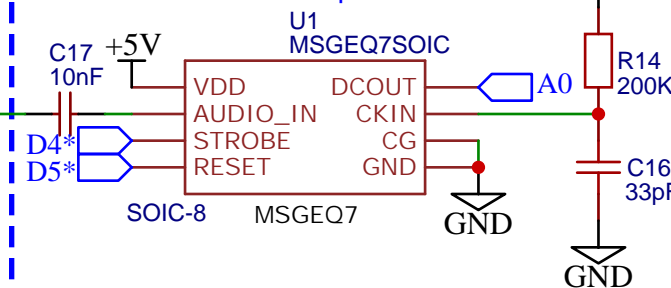 U1
MSGEQ7SOIC
C17
10nF
+5V
VDD
AUDIO_IN
STROBE
RESET
DCOUT
CKIN
CG
GND
D4*
D5*
A0
R14
200K
C16
33pF
SOIC-8
MSGEQ7
GND
GND